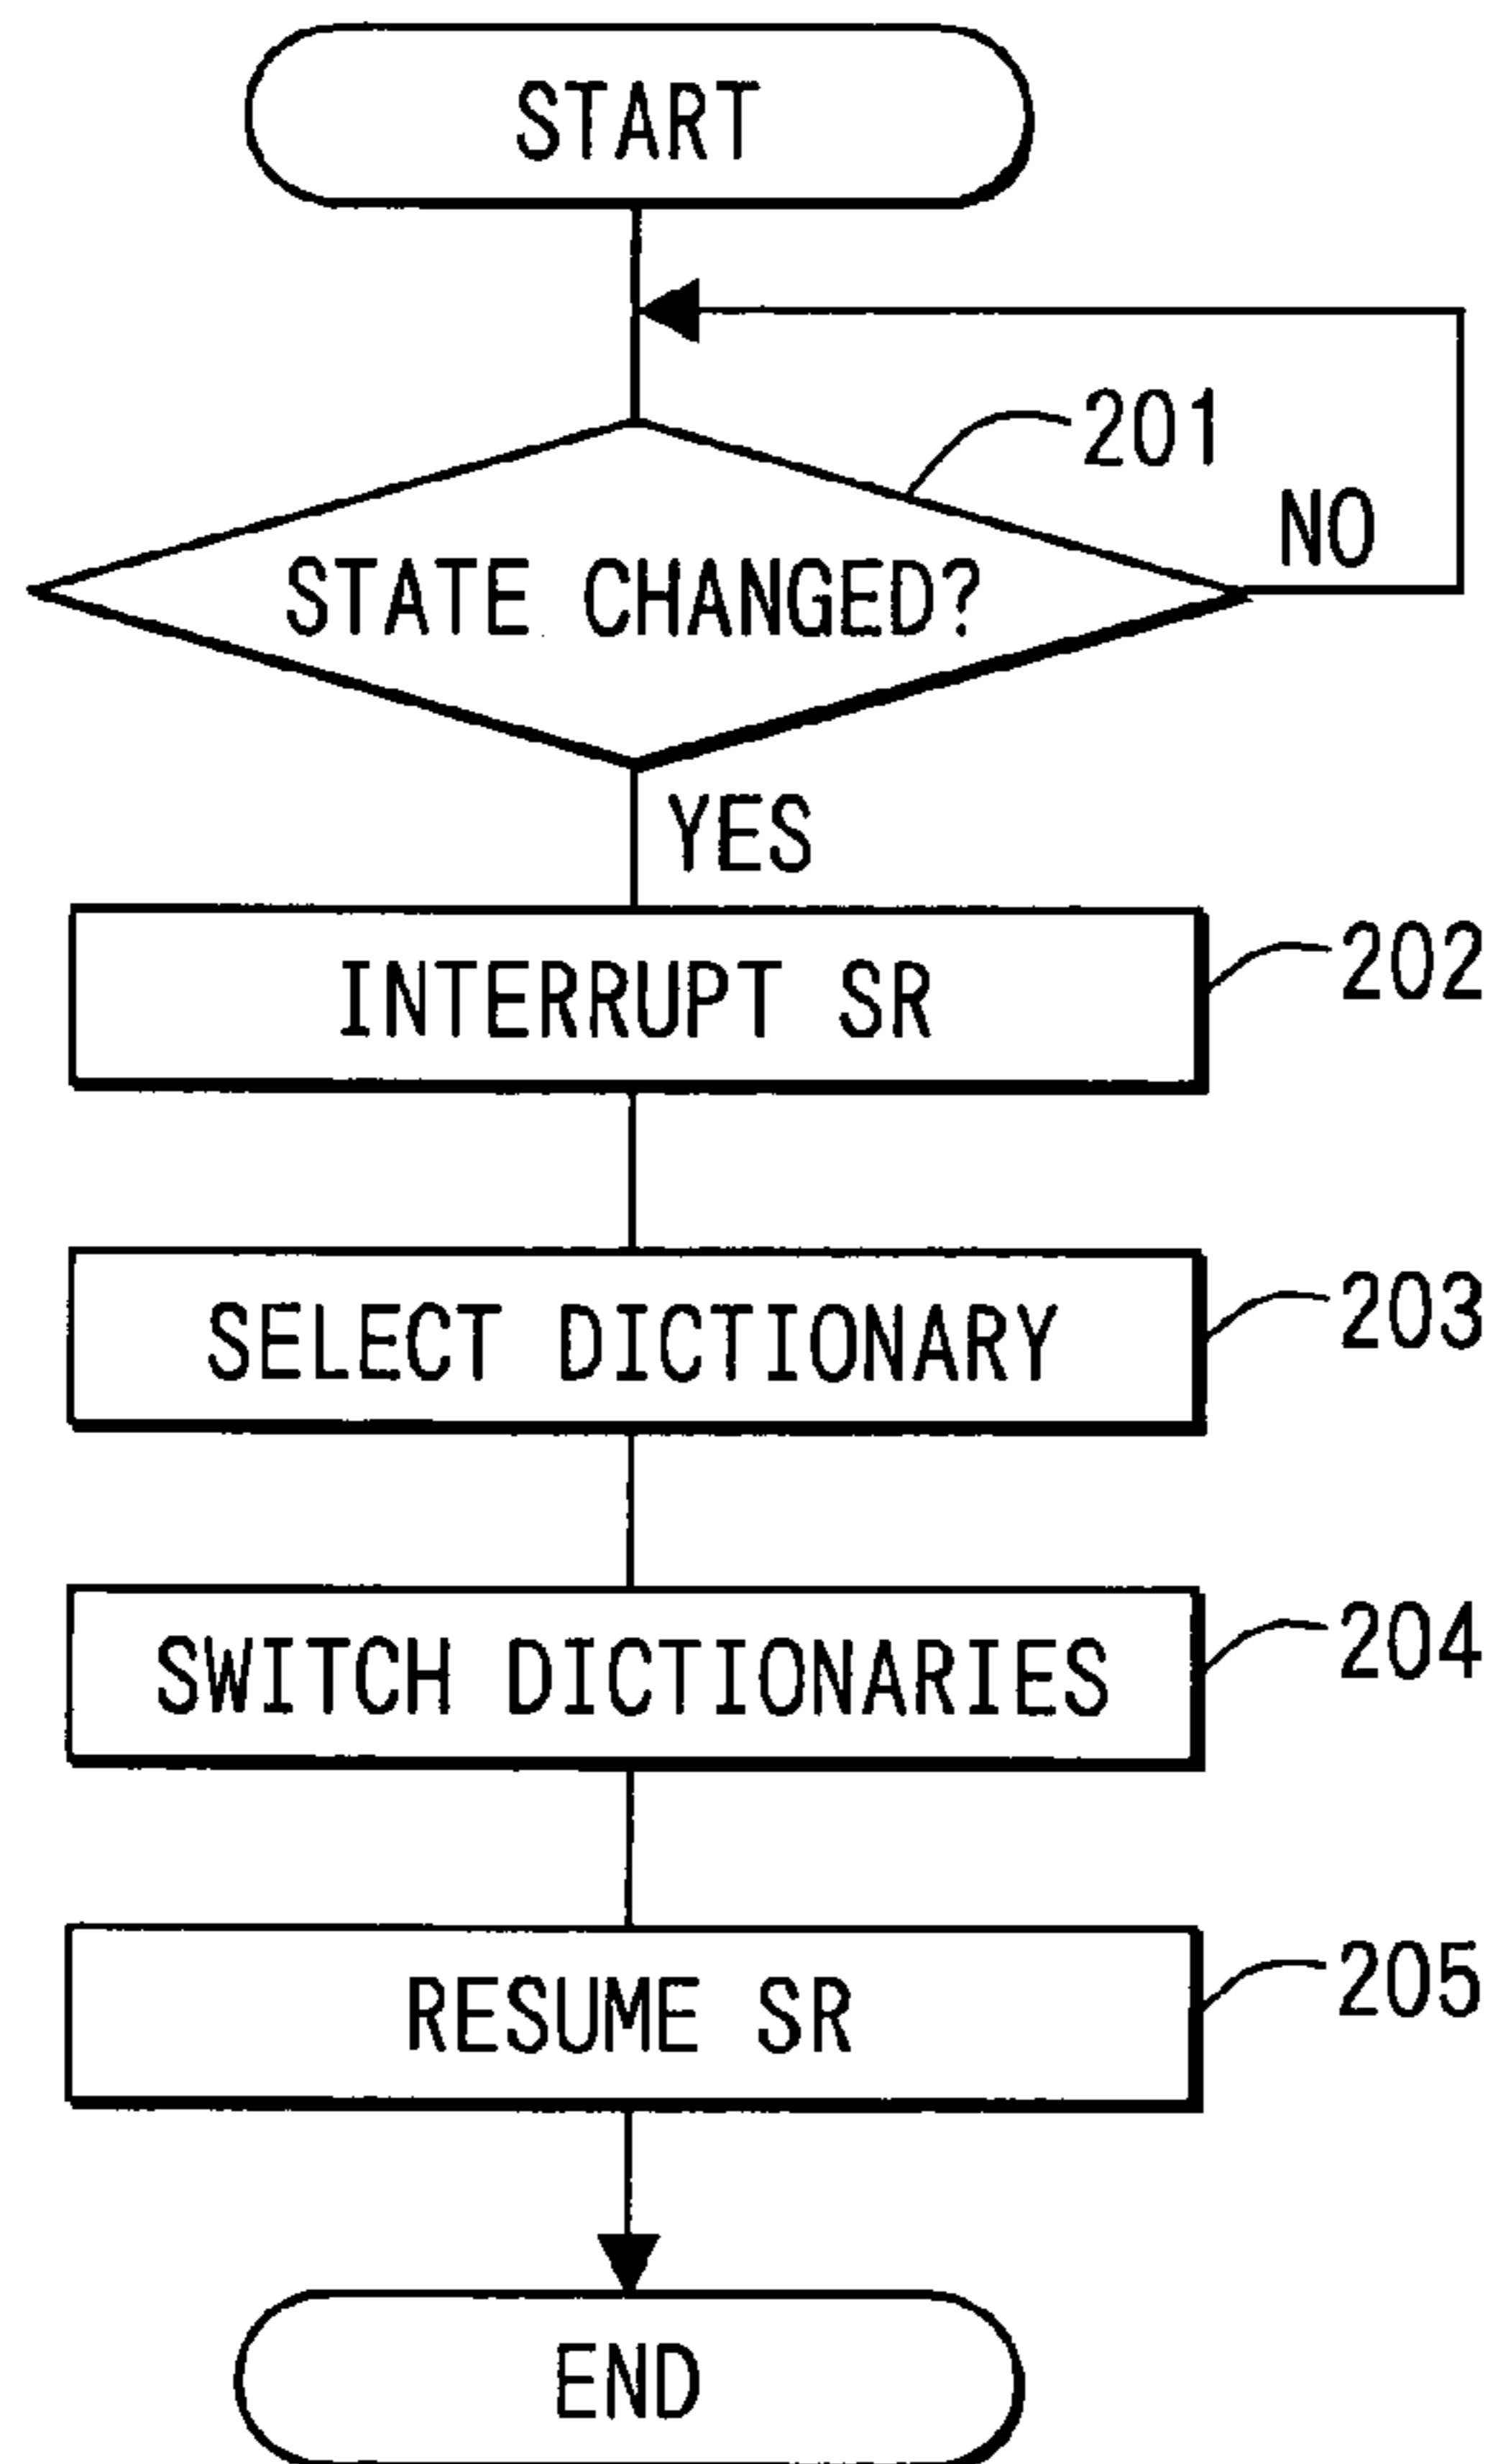 START
201
NO
STATE CHANGED?
YES
INTERRUPT SR
202
SELECT DICTIONARY
203
SWITCH DICTIONARIES
204
RESUME SR
205
END